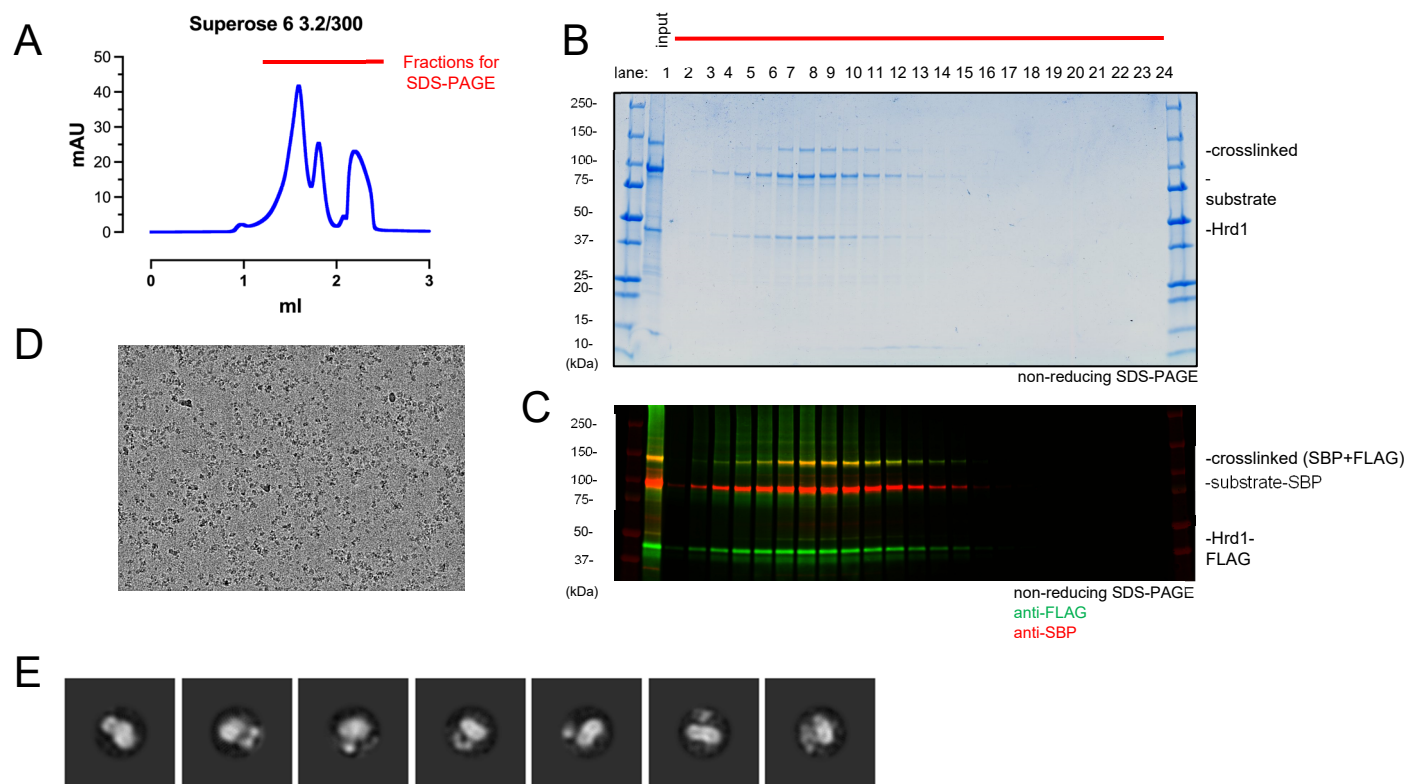 A
Superose 6 3.2/300
50
40
30
20
10
0
mAU
Fractions for
SDS-PAGE
0 1 2 3
ml
B
input
lane: 1 2 3 4 5 6 7 8 9 10 11 12 13 14 15 16 17 18 19 20 21 22 23 24
250-
150-
100-
75-
50-
37-
25-
20-
15-
10-
(kDa)
-crosslinked
-
substrate
-Hrd1
non-reducing SDS-PAGE
D
C
250-
150-
100-
75-
50-
37-
(kDa)
-crosslinked (SBP+FLAG)
-substrate-SBP
-Hrd1-
FLAG
non-reducing SDS-PAGE
anti-FLAG
anti-SBP
E